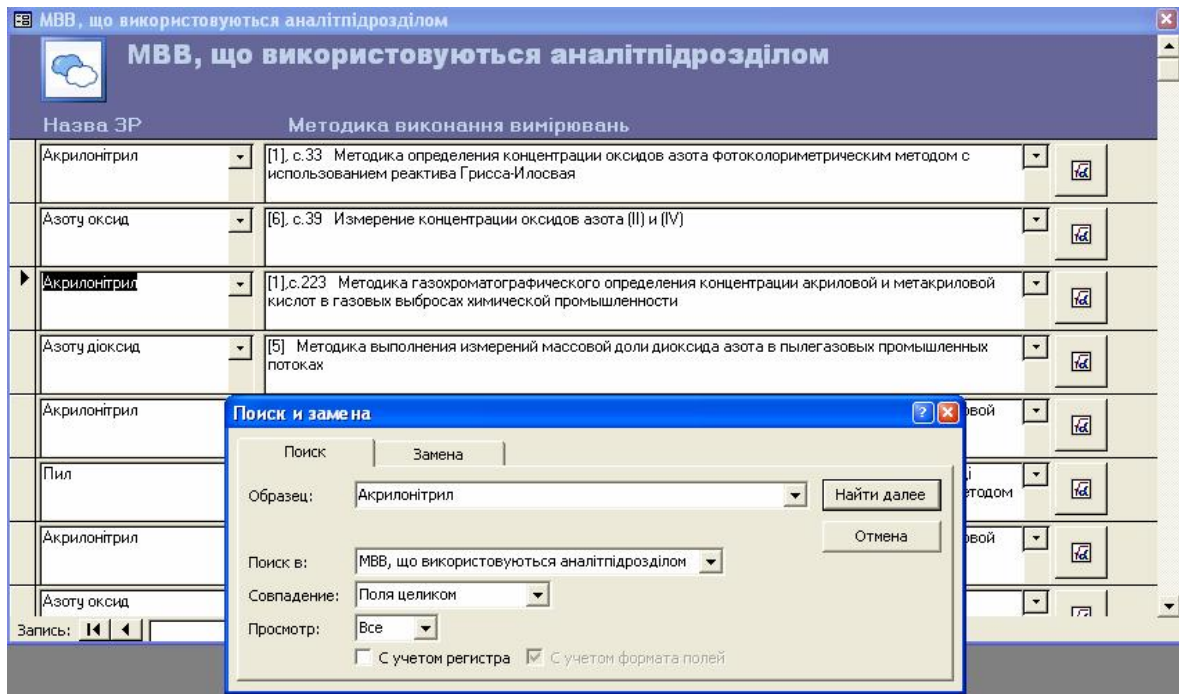 МВВ, що використовуються аналітпідрозділом
МВВ, що використовуються аналітпідрозділом
Назва ЗР Методика виконання вимірювань
Акрилонітрил [1], с.33 Методика определения концентрации оксидов азота фотоколориметрическим методом с
использованием реактива Грисса-Илосвая
Азоту оксид [6], с.39 Измерение концентрации оксидов азота (II) и (IV)
Акрилонітрил [1],с.223 Методика газохроматографического определения концентрации акриловой и метакриловой
кислот в газовых выбросах химической промышленности
Азоту діоксид [5] Методика выполнения измерений массовой доли диоксида азота в пылегазовых промышленных
потоках
Акрилонітрил
Пил
Акрилонітрил
Азоту оксид
Запись:
Поиск и замена
Поиск Замена
Образец: Акрилонітрил Найти далее
Отмена
Поиск в: МВВ, що використовуються аналітпідрозділом
Совпадение: Поля целиком
Просмотр: Все
С учетом регистра С учетом формата полей